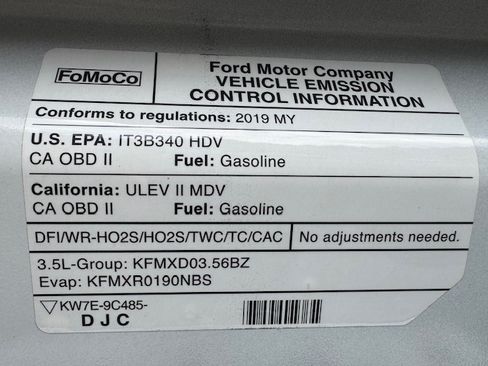 FoMoCo
Ford Motor Company
VEHICLE EMISSION
CONTROL INFORMATION
Conforms to regulations: 2019 MY
U.S. EPA: IT3B340 HDV
CA OBD II Fuel: Gasoline
California: ULEV II MDV
CA OBD II Fuel: Gasoline
DFI/WR-HO2S/HO2S/TWC/TC/CAC No adjustments needed.
3.5L-Group: KFMXD03.56BZ
Evap: KFMXR0190NBS
KW7E-9C485-
DJC